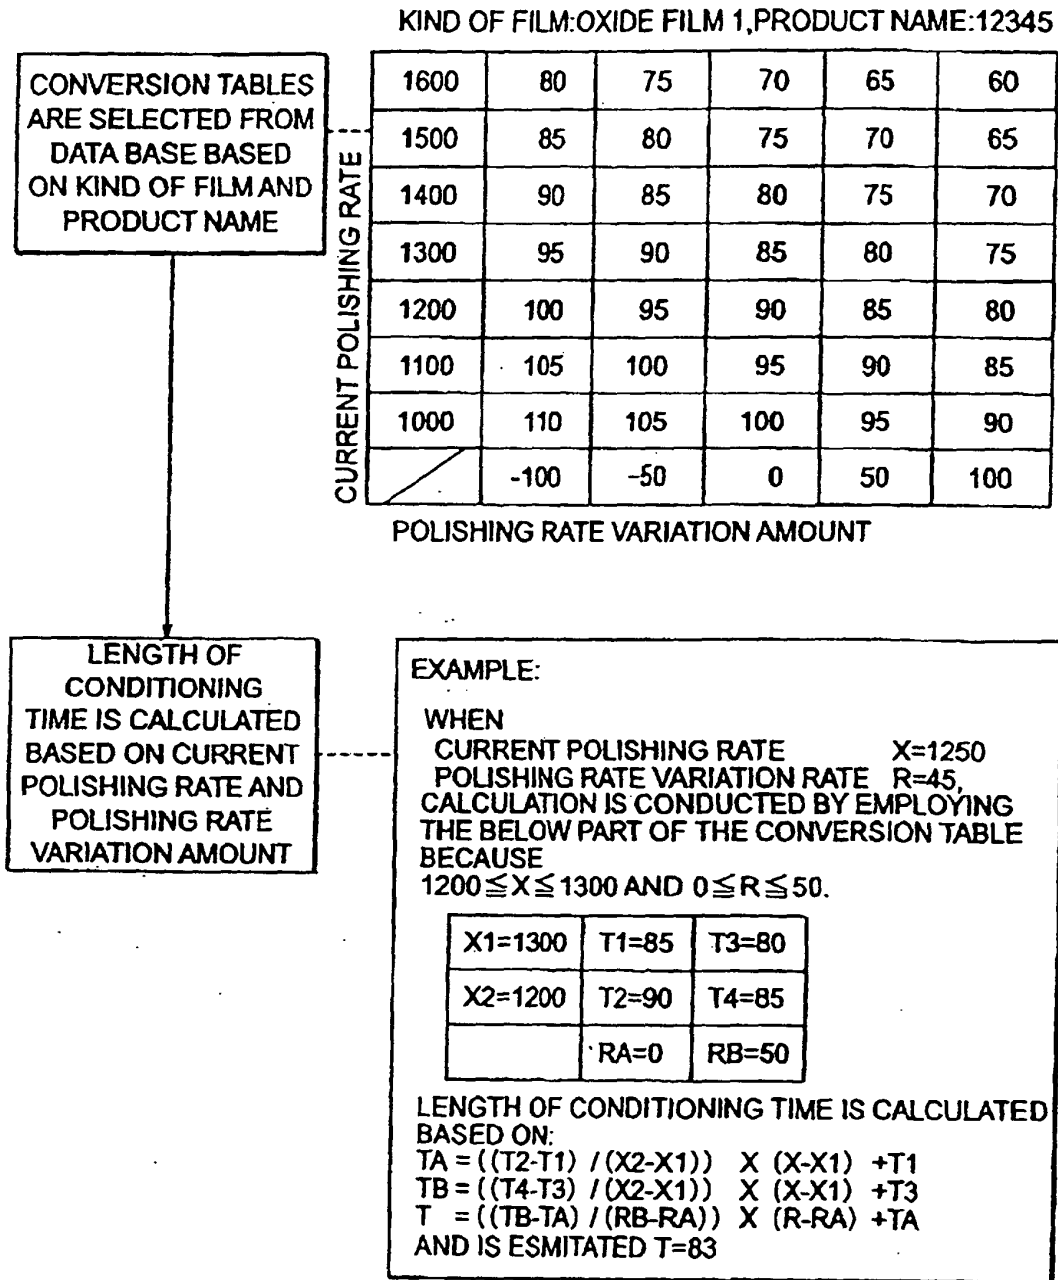 KIND OF FILM:OXIDE FILM 1,PRODUCT NAME:12345
CONVERSION TABLES
ARE SELECTED FROM
DATA BASE BASED
ON KIND OF FILM AND
PRODUCT NAME
CURRENT POLISHING RATE
1600 80 75 70 65 60
1500 85 80 75 70 65
1400 90 85 80 75 70
1300 95 90 85 80 75
1200 100 95 90 85 80
1100 105 100 95 90 85
1000 110 105 100 95 90
-100 -50 0 50 100
POLISHING RATE VARIATION AMOUNT
LENGTH OF
CONDITIONING
TIME IS CALCULATED
BASED ON CURRENT
POLISHING RATE AND
POLISHING RATE
VARIATION AMOUNT
EXAMPLE:
WHEN
CURRENT POLISHING RATE X=1250
POLISHING RATE VARIATION RATE R=45,
CALCULATION IS CONDUCTED BY EMPLOYING
THE BELOW PART OF THE CONVERSION TABLE
BECAUSE
1200≦X≦1300 AND 0≦R≦50.
X1=1300 T1=85 T3=80
X2=1200 T2=90 T4=85
RA=0 RB=50
LENGTH OF CONDITIONING TIME IS CALCULATED
BASED ON:
TA = ((T2-T1) / (X2-X1)) X (X-X1) +T1
TB = ((T4-T3) / (X2-X1)) X (X-X1) +T3
T = ((TB-TA) / (RB-RA)) X (R-RA) +TA
AND IS ESMITATED T=83